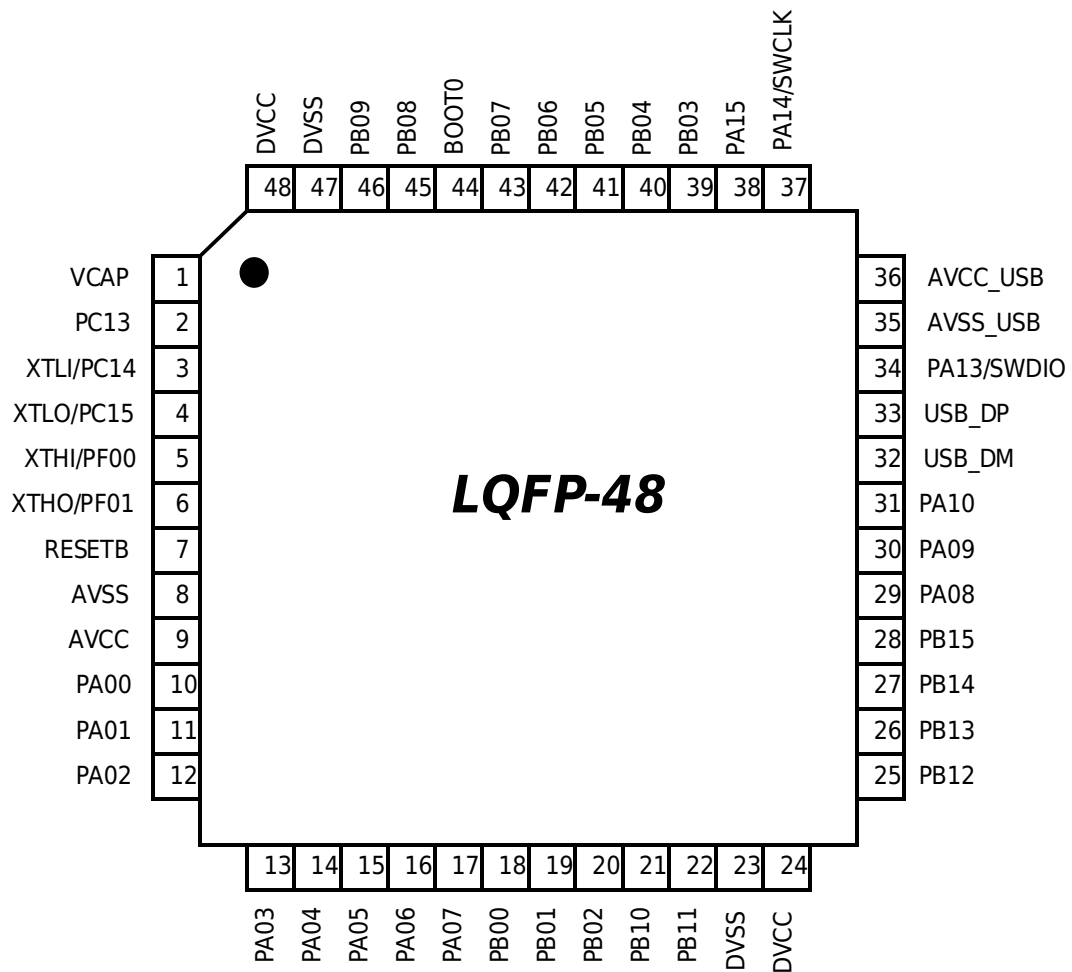 DVCC
DVSS
PB09
PB08
BOOT0
PB07
PB06
PB05
PB04
PB03
PA15
PA14/SWCLK
48 47 46 45 44 43 42 41 40 39 38 37
VCAP 1
PC13 2
XTLI/PC14 3
XTLO/PC15 4
XTHI/PF00 5
XTHO/PF01 6
RESETB 7
AVSS 8
AVCC 9
PA00 10
PA01 11
PA02 12
LQFP-48
36 AVCC_USB
35 AVSS_USB
34 PA13/SWDIO
33 USB_DP
32 USB_DM
31 PA10
30 PA09
29 PA08
28 PB15
27 PB14
26 PB13
25 PB12
13 14 15 16 17 18 19 20 21 22 23 24
PA03
PA04
PA05
PA06
PA07
PB00
PB01
PB02
PB10
PB11
DVSS
DVCC